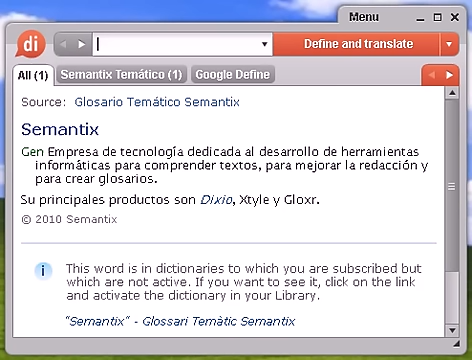 Menu
di
Define and translate
All (1) Semantix Temático (1) Google Define
Source: Glosario Temático Semantix
Semantix
Gen Empresa de tecnología dedicada al desarrollo de herramientas
informáticas para comprender textos, para mejorar la redacción y
para crear glosarios.
Su principales productos son Dixio, Xtyle y Gloxr.
© 2010 Semantix
i
This word is in dictionaries to which you are subscribed but
which are not active. If you want to see it, click on the link
and activate the dictionary in your Library.
"Semantix" - Glossari Temàtic Semantix